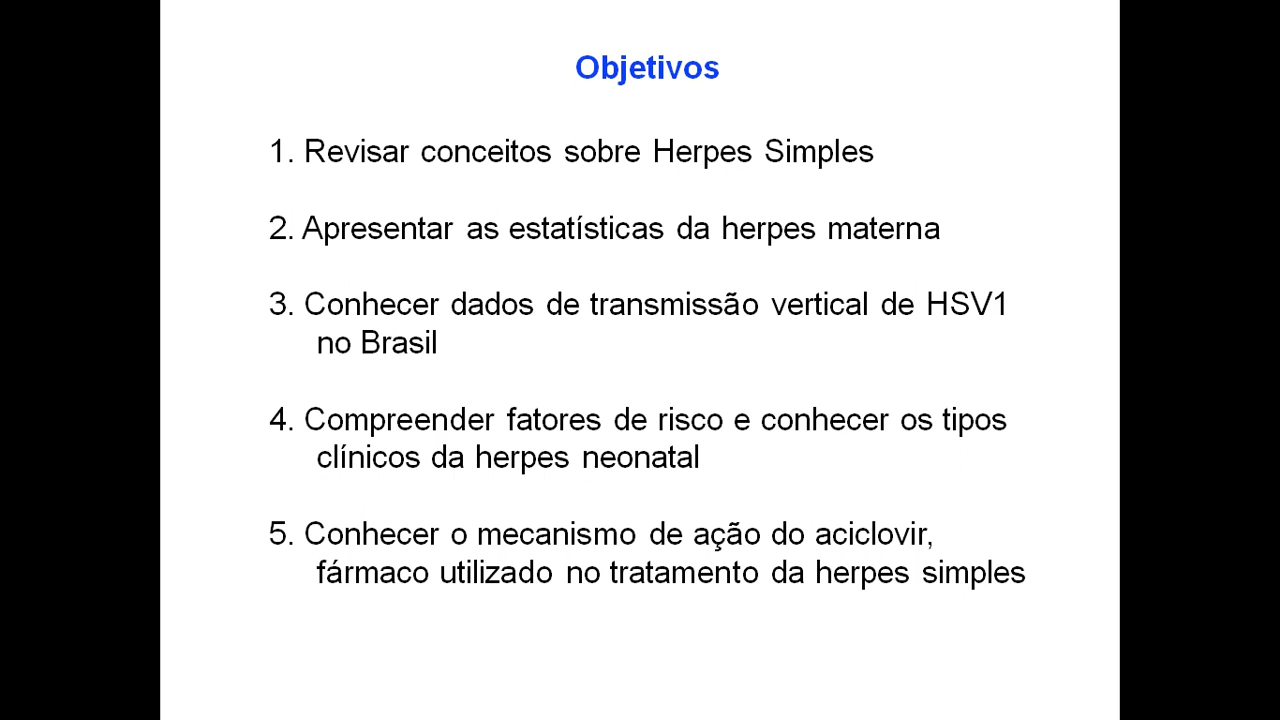 Objetivos
1. Revisar conceitos sobre Herpes Simples
2. Apresentar as estatísticas da herpes materna
3. Conhecer dados de transmissão vertical de HSV1
no Brasil
4. Compreender fatores de risco e conhecer os tipos
clínicos da herpes neonatal
5. Conhecer o mecanismo de ação do aciclovir,
fármaco utilizado no tratamento da herpes simples